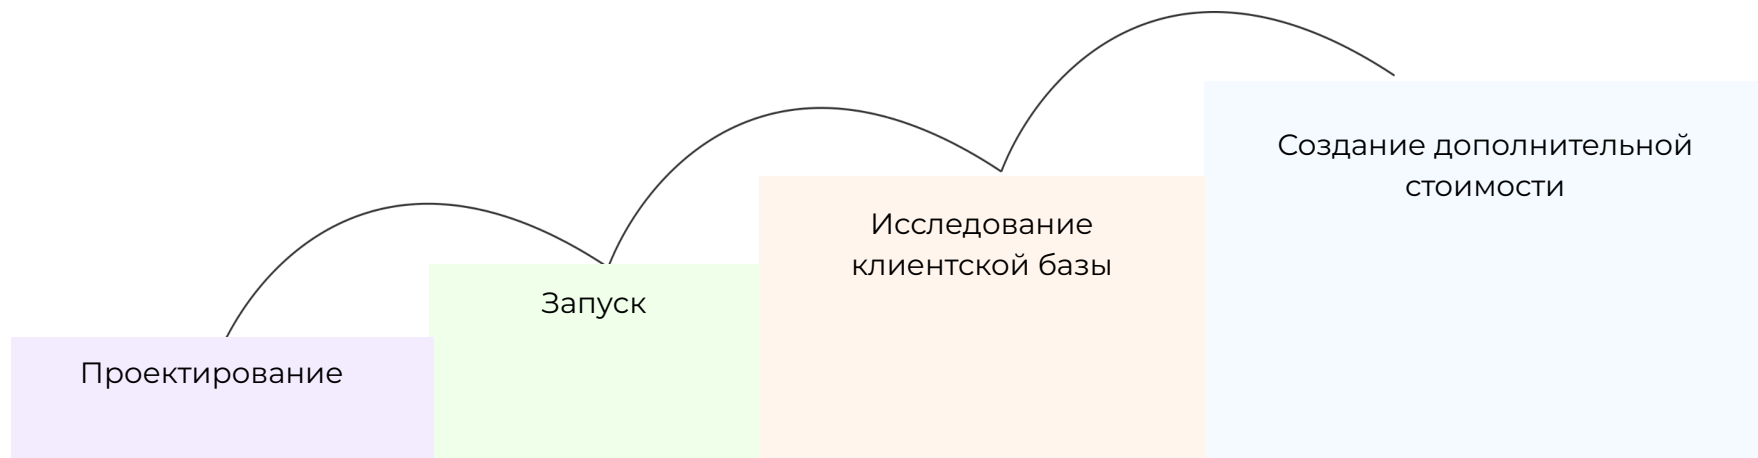 Проектирование
Запуск
Исследование
клиентской базы
Создание дополнительной
стоимости